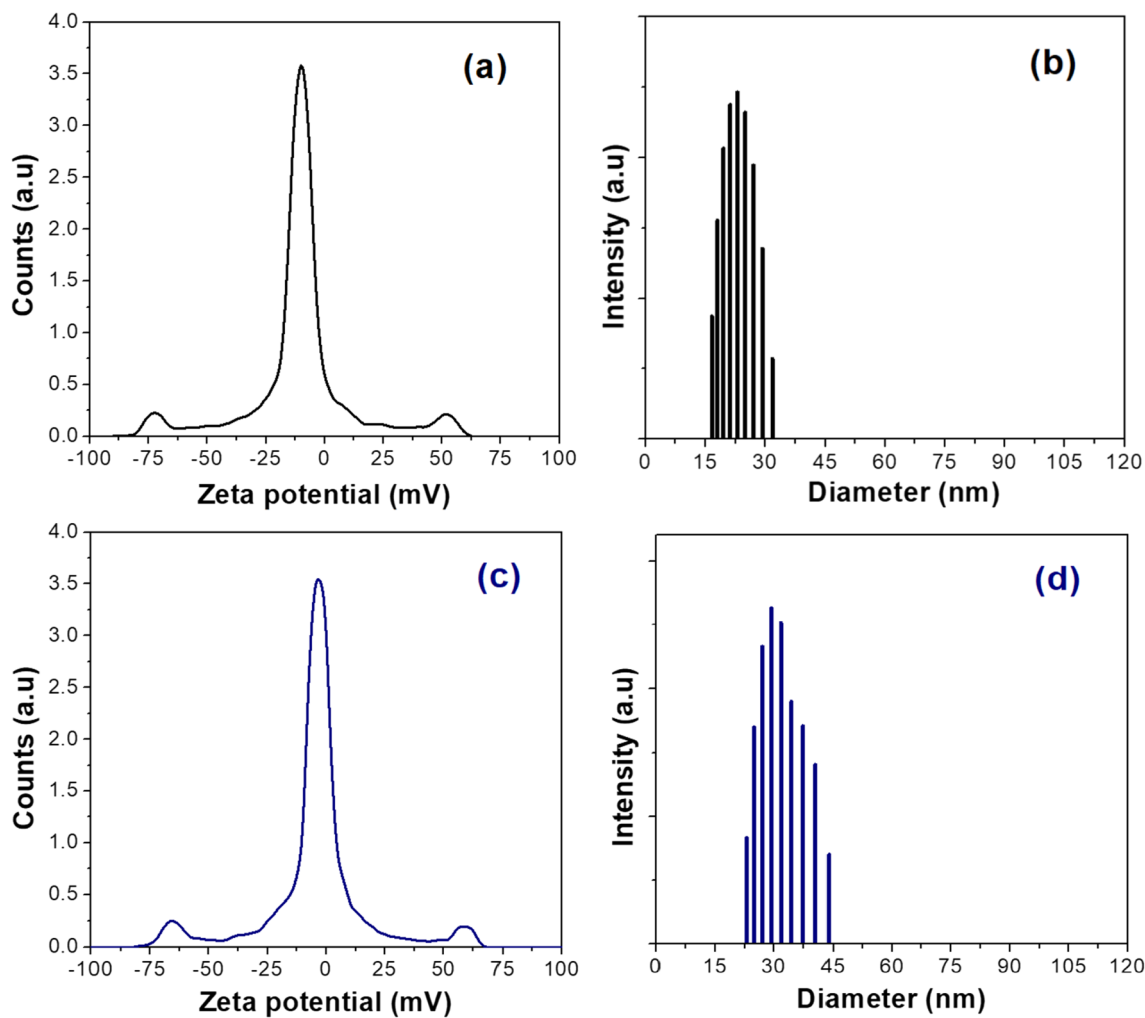 (a)
Counts (a.u)
4.0
3.5
3.0
2.5
2.0
1.5
1.0
0.5
0.0
-100 -75 -50 -25 0 25 50 75 100
Zeta potential (mV)
(b)
Intensity (a.u)
0 15 30 45 60 75 90 105 120
Diameter (nm)
(c)
Counts (a.u)
4.0
3.5
3.0
2.5
2.0
1.5
1.0
0.5
0.0
-100 -75 -50 -25 0 25 50 75 100
Zeta potential (mV)
(d)
Intensity (a.u)
0 15 30 45 60 75 90 105 120
Diameter (nm)